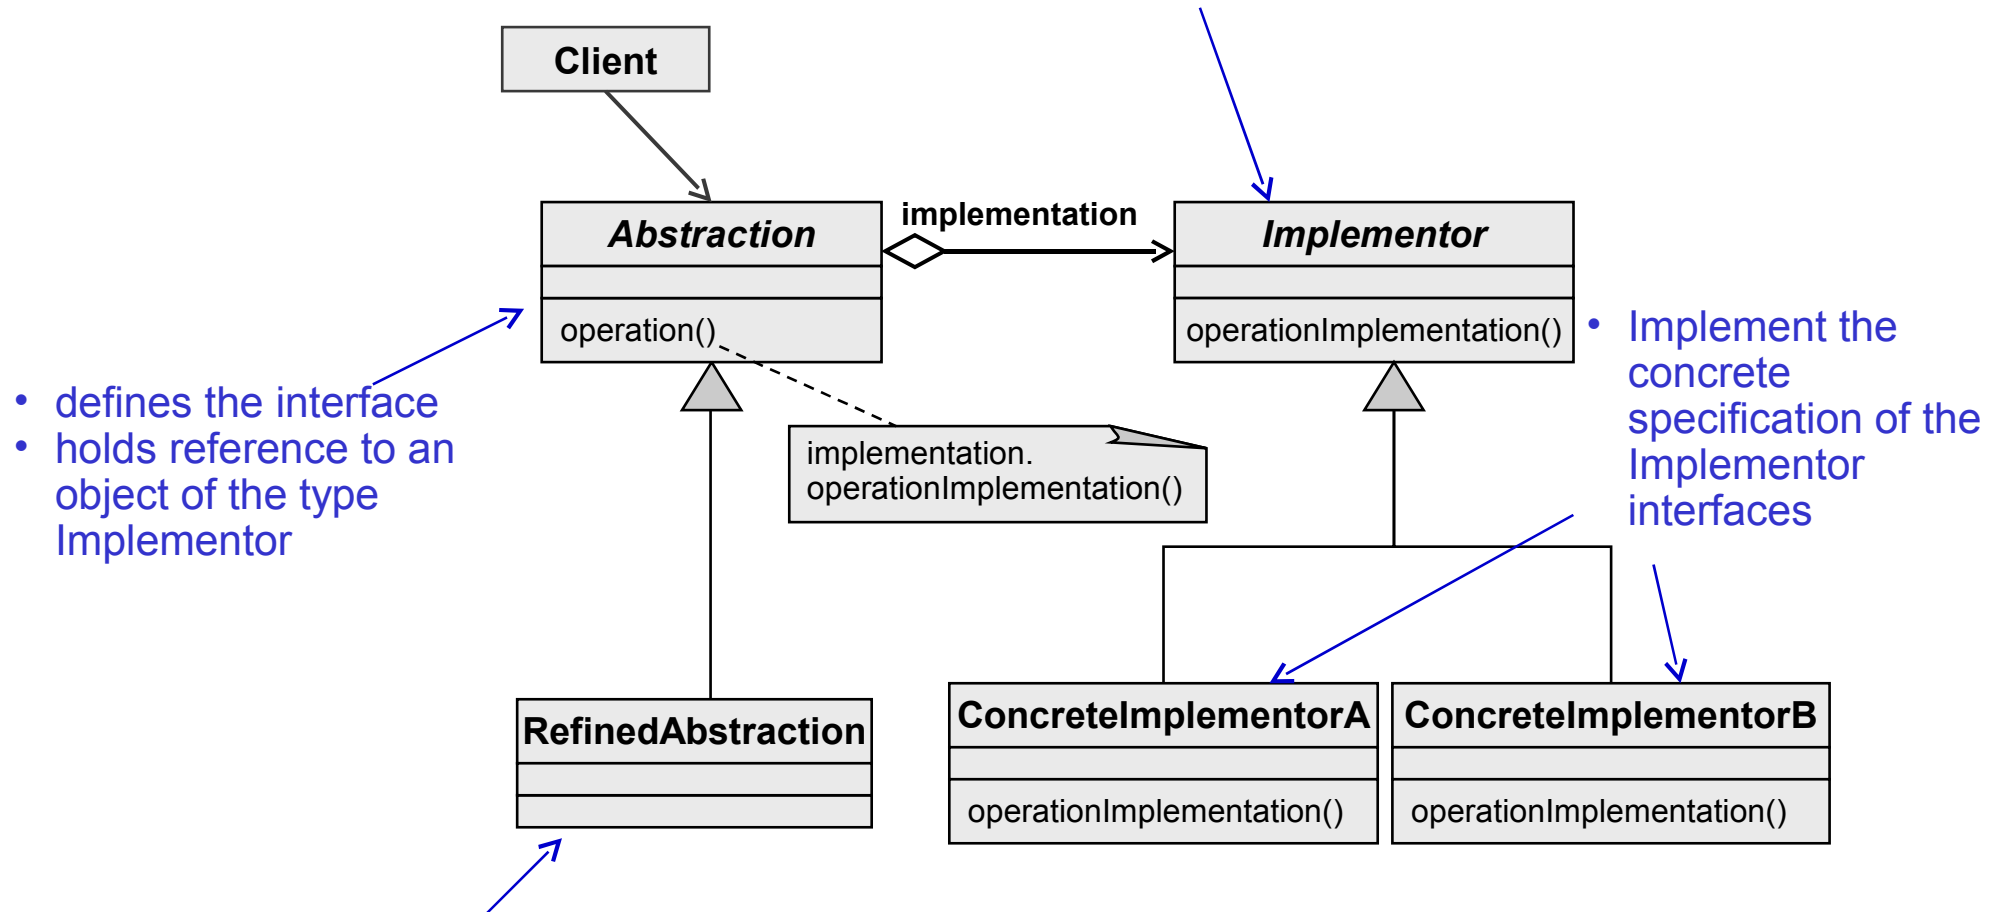 Client
Abstraction
implementation
Implementor
operation()
operationImplementation()
• defines the interface
• holds reference to an
object of the type
Implementor
implementation.
operationImplementation()
• Implement the
concrete
specification of the
Implementor
interfaces
RefinedAbstraction
ConcreteImplementorA
operationImplementation()
ConcreteImplementorB
operationImplementation()